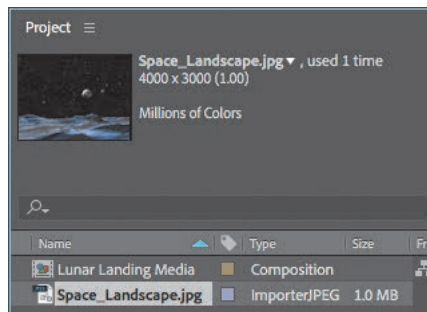 Project
Space_Landscape.jpg, used 1 time
4000 x 3000 (1.00)
Millions of Colors
Name Type Size Fr
Lunar Landing Media Composition
Space_Landscape.jpg ImporterJPEG 1.0 MB